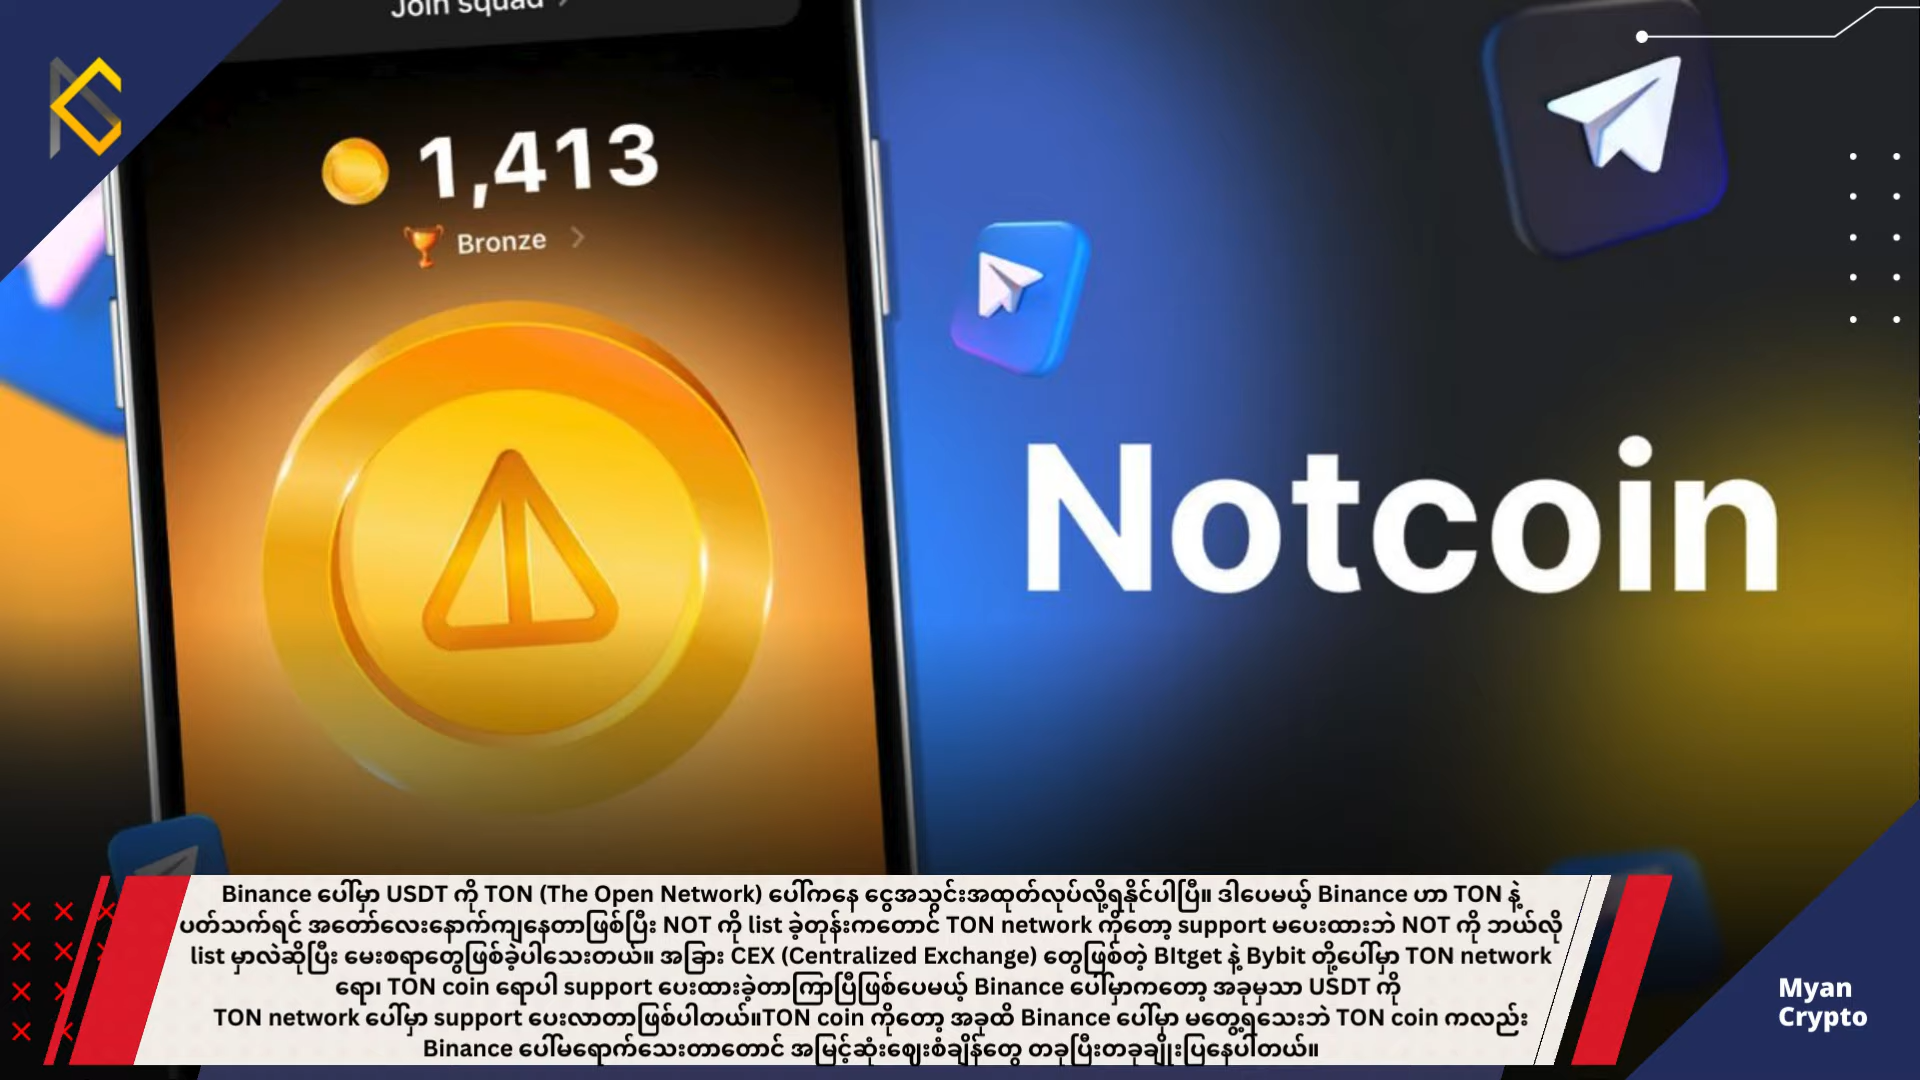 Join squad >
1,413
Bronze >
Notcoin
Binance ပေါ်မှာ USDT ကို TON (The Open Network) ပေါ်ကနေ ငွေအသွင်းအထုတ်လုပ်လို့ရနိုင်ပါပြီ။ ဒါပေမယ့် Binance ဟာ TON နဲ့
ပတ်သက်ရင် အတော်လေးနောက်ကျနေတာဖြစ်ပြီး NOT ကို list ခဲ့တုန်းကတောင် TON network ကိုတော့ support မပေးထားဘဲ NOT ကို ဘယ်လို
list မှာလဲဆိုပြီး မေးစရာတွေဖြစ်ခဲ့ပါသေးတယ်။ အခြား CEX (Centralized Exchange) တွေဖြစ်တဲ့ BItget နဲ့ Bybit တို့ပေါ်မှာ TON network
ရော၊ TON coin ရောပါ support ပေးထားခဲ့တာကြာပြီဖြစ်ပေမယ့် Binance ပေါ်မှာကတော့ အခုမှသာ USDT ကို
TON network ပေါ်မှာ support ပေးလာတာဖြစ်ပါတယ်။TON coin ကိုတော့ အခုထိ Binance ပေါ်မှာ မတွေ့ရသေးဘဲ TON coin ကလည်း
Binance ပေါ်မရောက်သေးတာတောင် အမြင့်ဆုံးဈေးစံချိန်တွေ တခုပြီးတခုချိုးပြနေပါတယ်။
Myan
Crypto